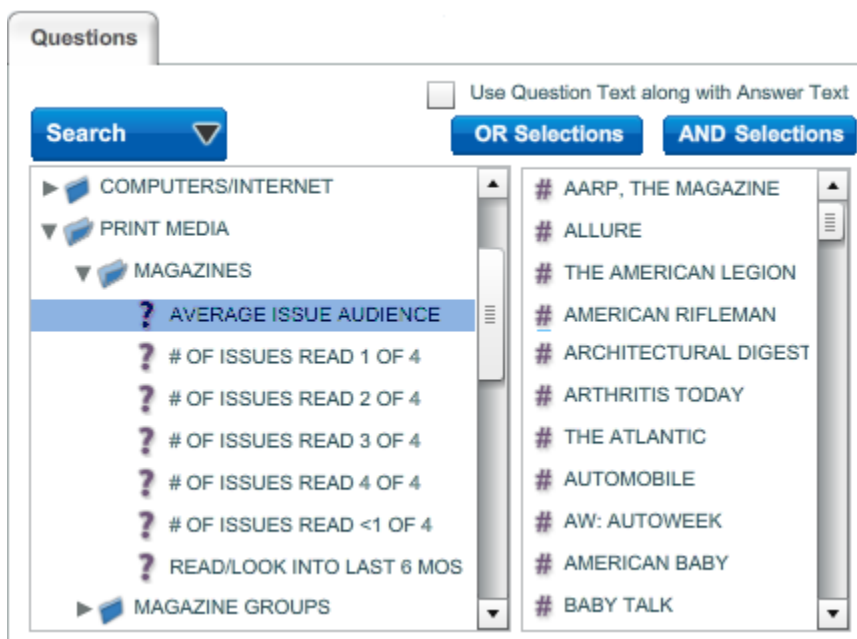 Questions
Use Question Text along with Answer Text
Search
OR Selections
AND Selections
COMPUTERS/INTERNET
PRINT MEDIA
MAGAZINES
? AVERAGE ISSUE AUDIENCE
? # OF ISSUES READ 1 OF 4
? # OF ISSUES READ 2 OF 4
? # OF ISSUES READ 3 OF 4
? # OF ISSUES READ 4 OF 4
? # OF ISSUES READ <1 OF 4
? READ/LOOK INTO LAST 6 MOS
MAGAZINE GROUPS
# AARP, THE MAGAZINE
# ALLURE
# THE AMERICAN LEGION
# AMERICAN RIFLEMAN
# ARCHITECTURAL DIGEST
# ARTHRITIS TODAY
# THE ATLANTIC
# AUTOMOBILE
# AW: AUTOWEEK
# AMERICAN BABY
# BABY TALK